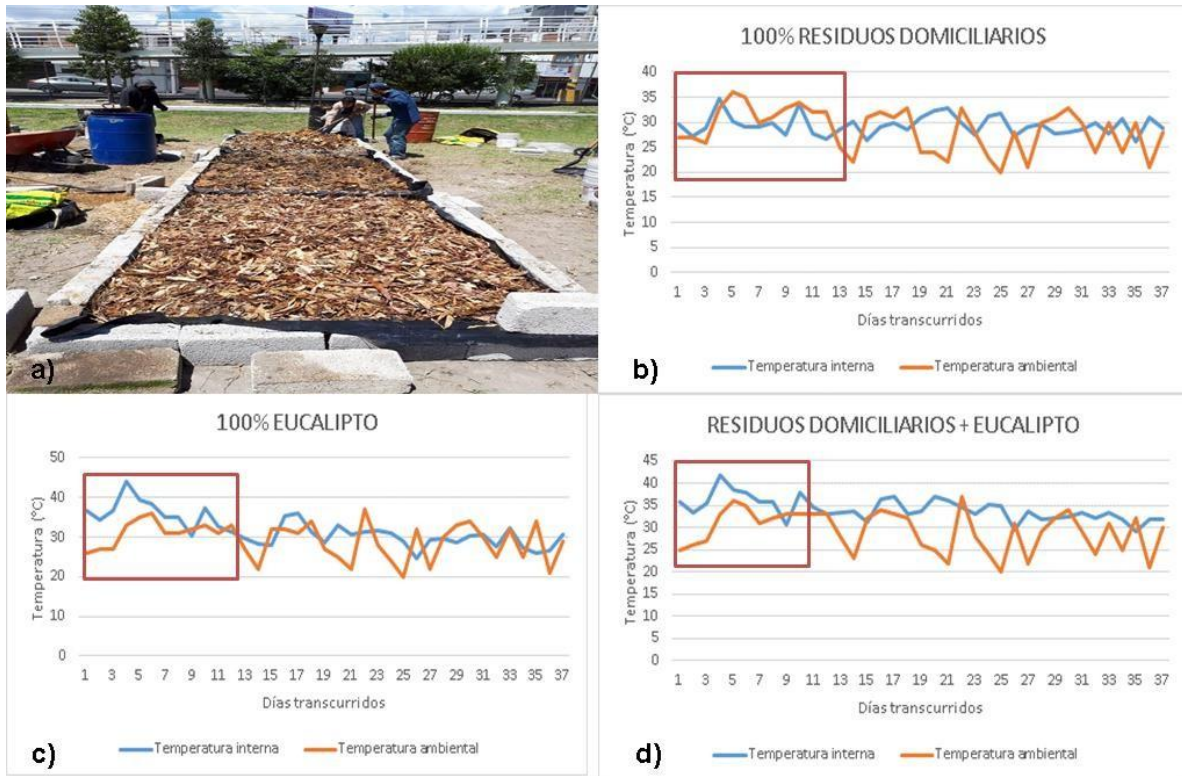 a)
100% RESIDUOS DOMICILIARIOS
Temperatura (°C)
40
35
30
25
20
15
10
5
0
1 3 5 7 9 11 13 15 17 19 21 23 25 27 29 31 33 35 37
Días transcurridos
Temperatura interna Temperatura ambiental
b)
100% EUCALIPTO
Temperatura (°C)
50
40
30
20
10
0
1 3 5 7 9 11 13 15 17 19 21 23 25 27 29 31 33 35 37
Días transcurridos
Temperatura interna Temperatura ambiental
c)
RESIDUOS DOMICILIARIOS + EUCALIPTO
Temperatura (°C)
45
40
35
30
25
20
15
10
5
0
1 3 5 7 9 11 13 15 17 19 21 23 25 27 29 31 33 35 37
Días transcurridos
Temperatura interna Temperatura ambiental
d)